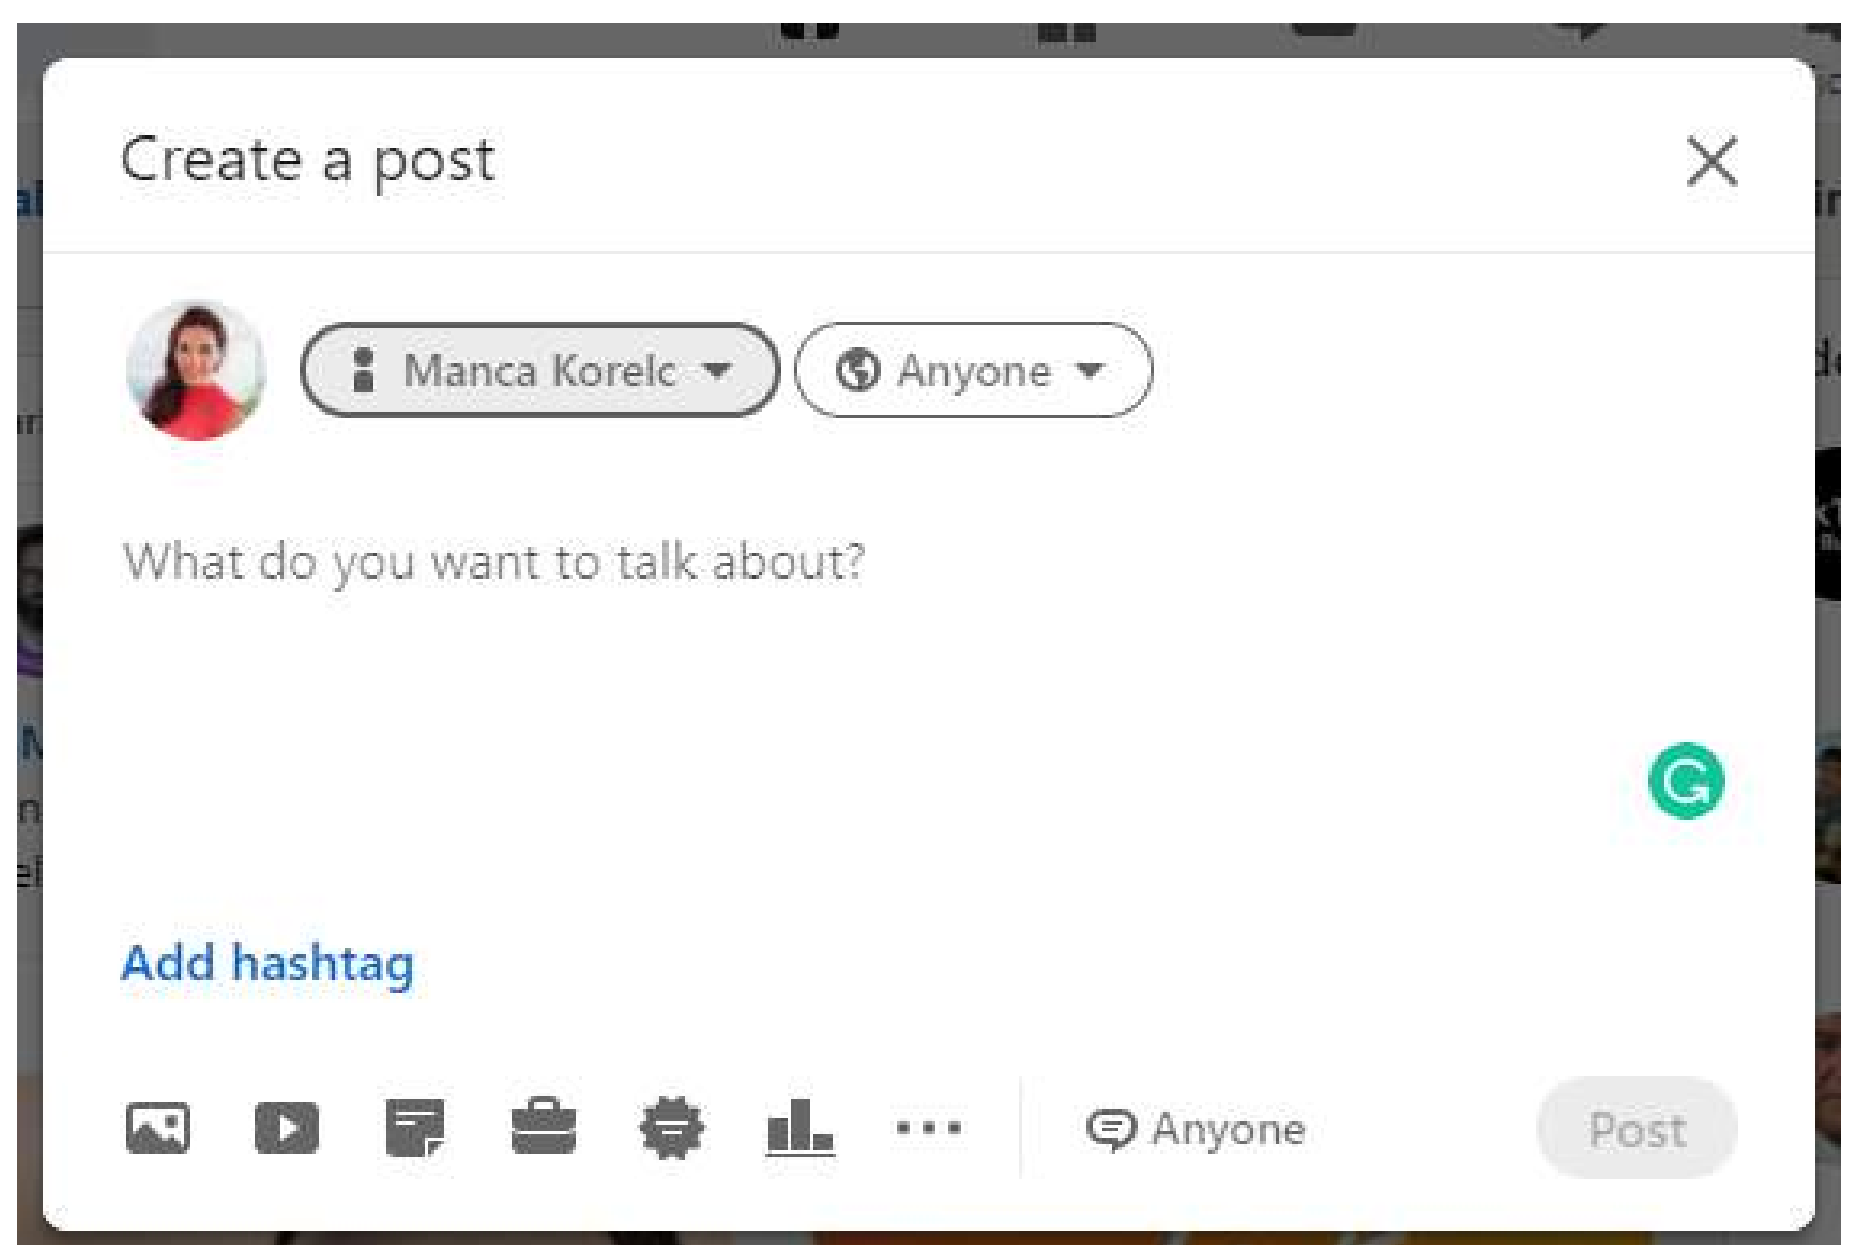 Create a post
Manca Korelc
Anyone
What do you want to talk about?
Add hashtag
Anyone
Post